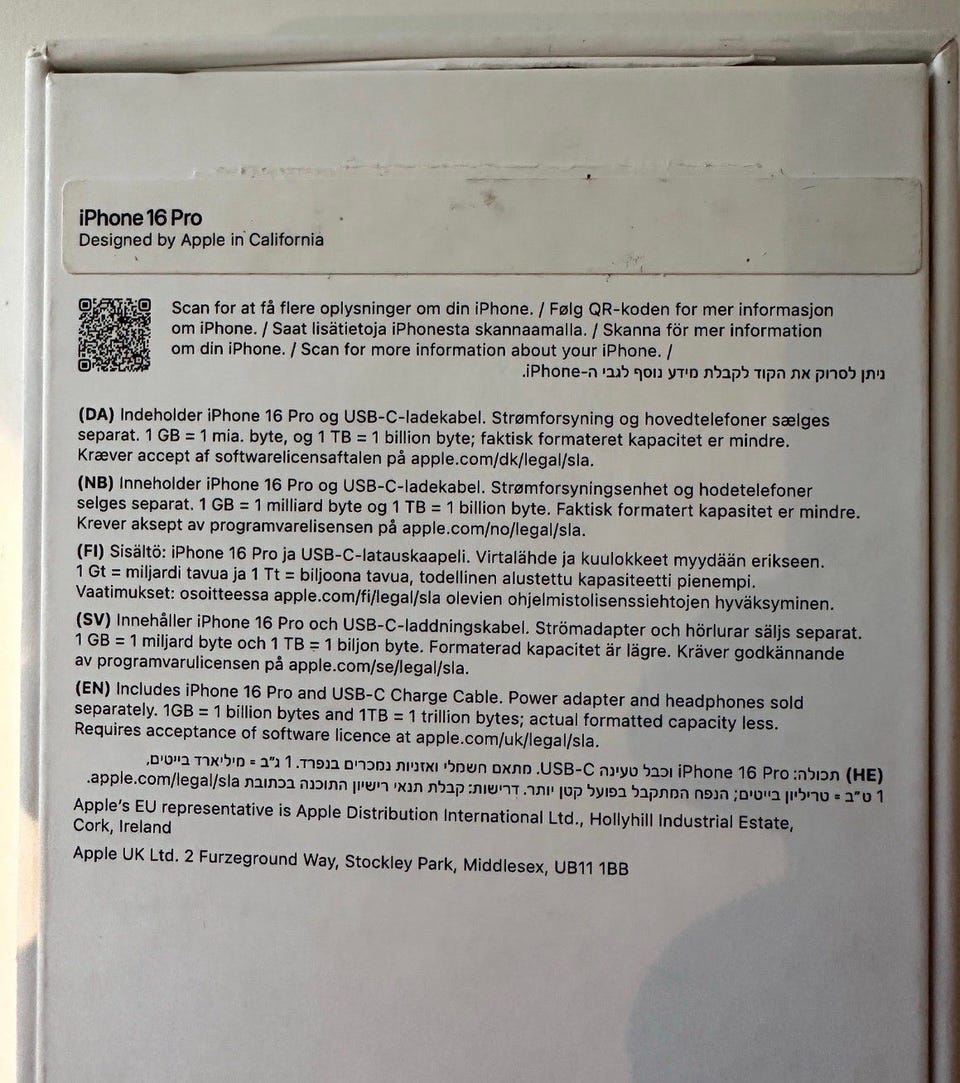 iPhone 16 Pro
Designed by Apple in California
Scan for at få flere oplysninger om din iPhone. / Følg QR-koden for mer informasjon
om iPhone. / Saat lisätietoja iPhonesta skannaamalla. / Skanna för mer information
om din iPhone. / Scan for more information about your iPhone. /
ניתן לסרוק את הקוד לקבלת מידע נוסף לגבי ה-iPhone.
(DA) Indeholder iPhone 16 Pro og USB-C-ladekabel. Strømforsyning og hovedtelefoner sælges
separat. 1 GB = 1 mia. byte, og 1 TB = 1 billion byte; faktisk formateret kapacitet er mindre.
Kræver accept af softwarelicensaftalen på apple.com/dk/legal/sla.
(NB) Inneholder iPhone 16 Pro og USB-C-ladekabel. Strømforsyningsenhet og hodetelefoner
selges separat. 1 GB = 1 milliard byte og 1 TB = 1 billion byte. Faktisk formatert kapasitet er mindre.
Krever aksept av programvarelisensen på apple.com/no/legal/sla.
(FI) Sisältö: iPhone 16 Pro ja USB-C-latauskaapeli. Virtalähde ja kuulokkeet myydään erikseen.
1 Gt = miljardi tavua ja 1 Tt = biljoona tavua, todellinen alustettu kapasiteetti pienempi.
Vaatimukset: osoitteessa apple.com/fi/legal/sla olevien ohjelmistolisenssiehtojen hyväksyminen.
(SV) Innehåller iPhone 16 Pro och USB-C-laddningskabel. Strömadapter och hörlurar säljs separat.
1 GB = 1 miljard byte och 1 TB = 1 biljon byte. Formaterad kapacitet är lägre. Kräver godkännande
av programvarulicensen på apple.com/se/legal/sla.
(EN) Includes iPhone 16 Pro and USB-C Charge Cable. Power adapter and headphones sold
separately. 1GB = 1 billion bytes and 1TB = 1 trillion bytes; actual formatted capacity less.
Requires acceptance of software licence at apple.com/uk/legal/sla.
(HE) תכולה: iPhone 16 Pro וכבל טעינה USB-C. מתאם חשמלי ואזניות נמכרים בנפרד. 1 ג״ב = מיליארד בייטים,
1 ט״ב = טריליון בייטים; הנפח המתקבל בפועל קטן יותר. דרישות: קבלת תנאי רישיון התוכנה בכתובת apple.com/legal/sla.
Apple's EU representative is Apple Distribution International Ltd., Hollyhill Industrial Estate,
Cork, Ireland
Apple UK Ltd. 2 Furzeground Way, Stockley Park, Middlesex, UB11 1BB